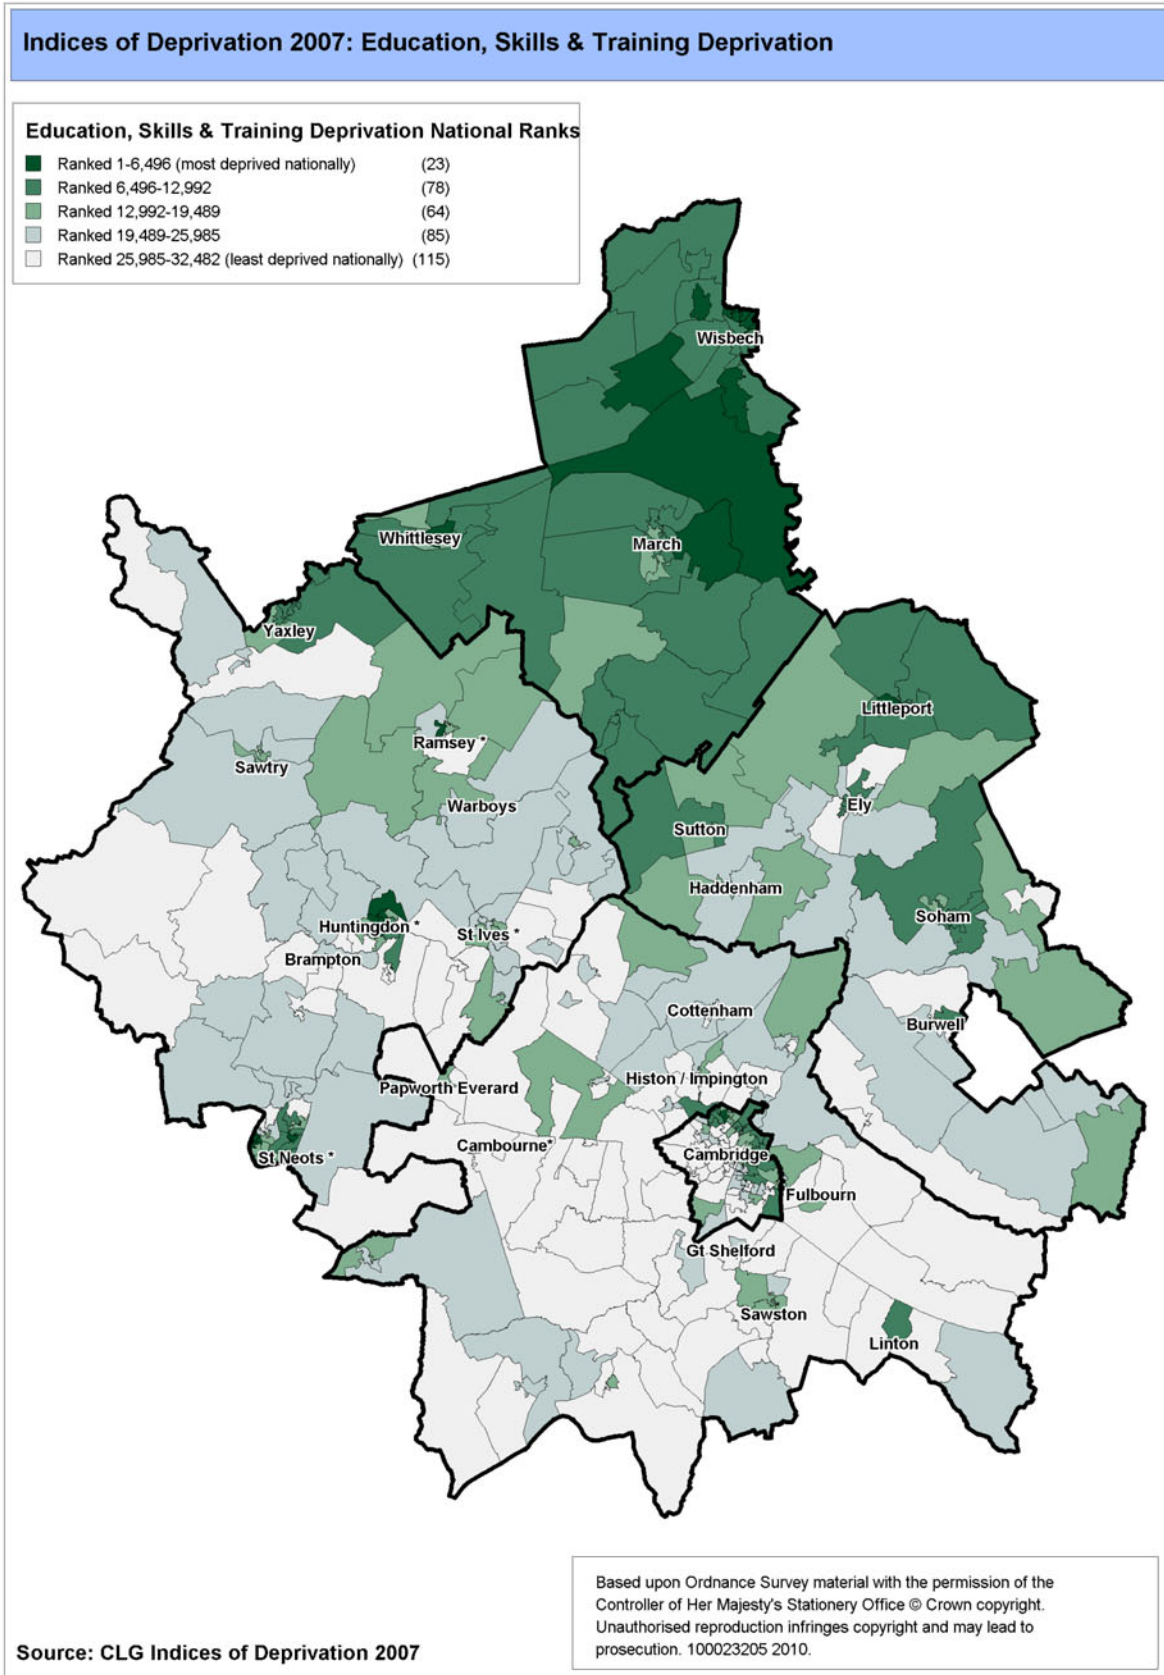 Indices of Deprivation 2007: Education, Skills & Training Deprivation
Education, Skills & Training Deprivation National Ranks
Ranked 1-6,496 (most deprived nationally) (23)
Ranked 6,496-12,992 (78)
Ranked 12,992-19,489 (64)
Ranked 19,489-25,985 (85)
Ranked 25,985-32,482 (least deprived nationally) (115)
Wisbech
Whittlesey
March
Yaxley
Littleport
Ramsey *
Sawtry
Warboys
Ely
Sutton
Haddenham
Soham
Huntingdon *
St Ives *
Brampton
Cottenham
Burwell
Histon / Impington
Papworth Everard
Cambourne*
Cambridge
St Neots *
Fulbourn
Gt Shelford
Sawston
Linton
Based upon Ordnance Survey material with the permission of the
Controller of Her Majesty's Stationery Office © Crown copyright.
Unauthorised reproduction infringes copyright and may lead to
prosecution. 100023205 2010.
Source: CLG Indices of Deprivation 2007